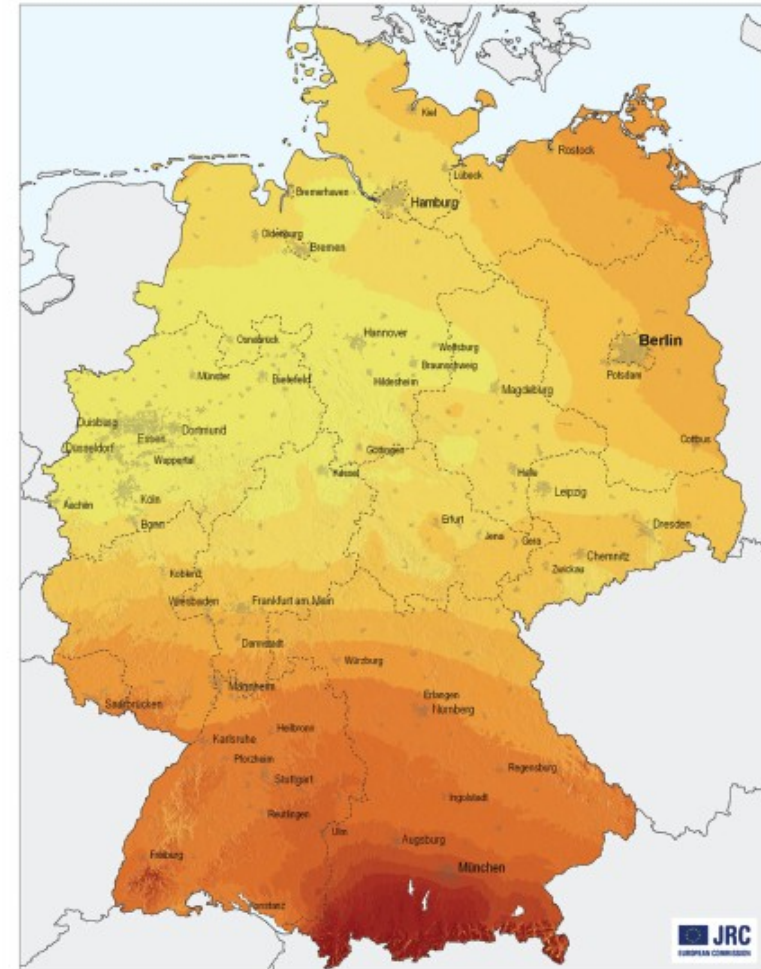 Kiel
Rostock
Lübeck
Bremerhaven
Hamburg
Oldenburg
Bremen
Berlin
Hannover
Osnabrück
Wolfsburg
Braunschweig
Potsdam
Münster
Bielefeld
Hildesheim
Magdeburg
Duisburg
Dortmund
Essen
Cottbus
Düsseldorf
Göttingen
Wuppertal
Halle
Kassel
Leipzig
Köln
Aachen
Bonn
Erfurt
Dresden
Jena
Gera
Chemnitz
Zwickau
Koblenz
Wiesbaden
Frankfurt am Main
Darmstadt
Würzburg
Mannheim
Erlangen
Saarbrücken
Nürnberg
Heilbronn
Karlsruhe
Pforzheim
Regensburg
Stuttgart
Ingolstadt
Reutlingen
Ulm
Augsburg
Freiburg
München
Konstanz
JRC
EUROPEAN COMMISSION